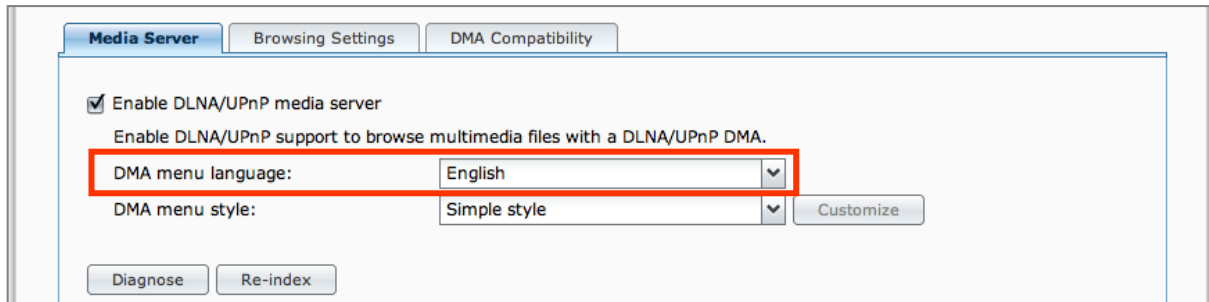 Media Server Browsing Settings DMA Compatibility
Enable DLNA/UPnP media server
Enable DLNA/UPnP support to browse multimedia files with a DLNA/UPnP DMA.
DMA menu language: English
DMA menu style: Simple style Customize
Diagnose Re-index